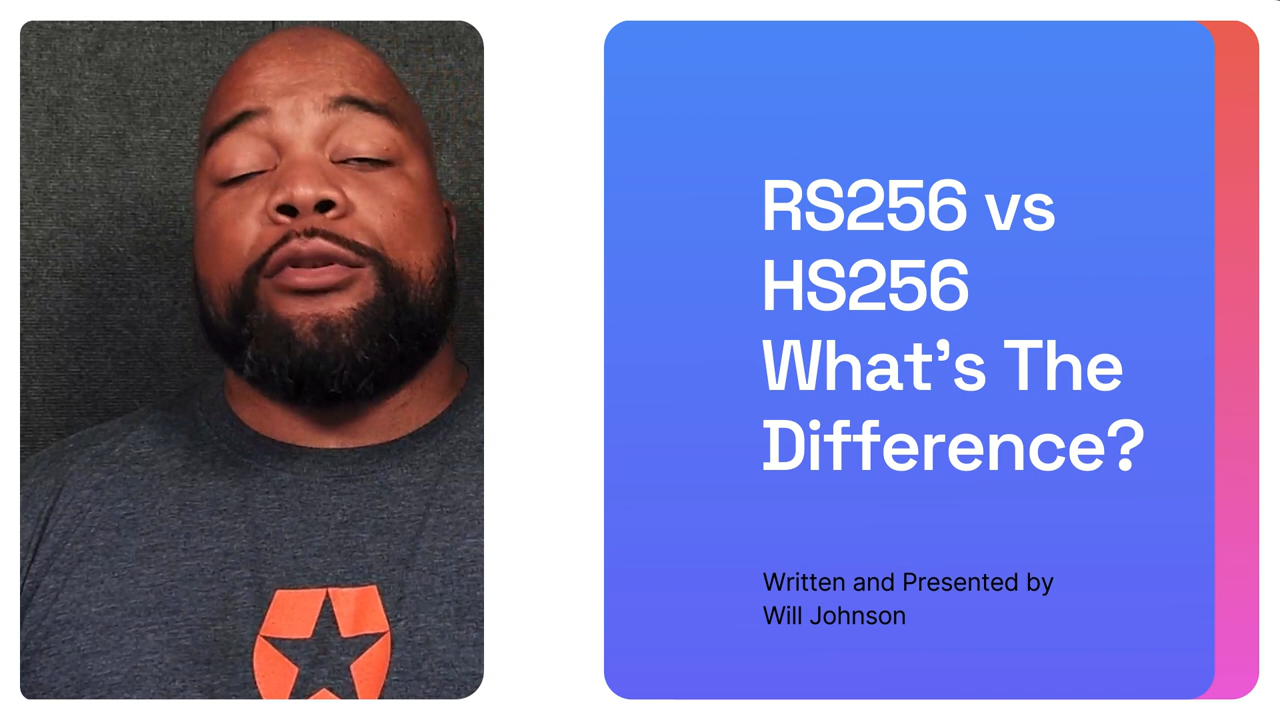 RS256 vs
HS256
What’s The
Difference?
Written and Presented by
Will Johnson